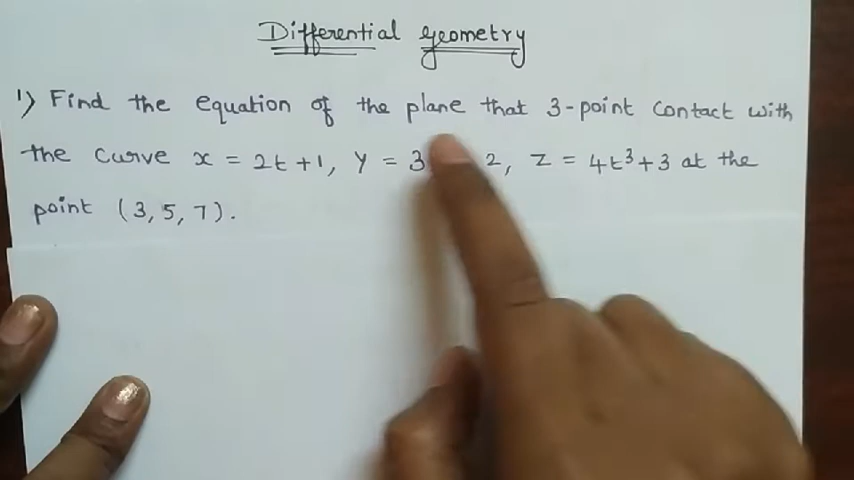 Differential geometry
1) Find the equation of the plane that 3-point contact with
the curve x = 2t+1, y = 3 2, z = 4t³+3 at the
point (3, 5, 7).